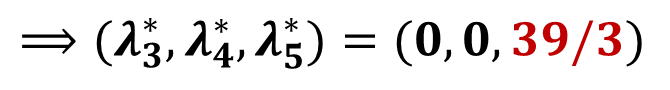 ⟹ (λ₃*, λ₄*, λ₅*) = (0, 0, 39/3)